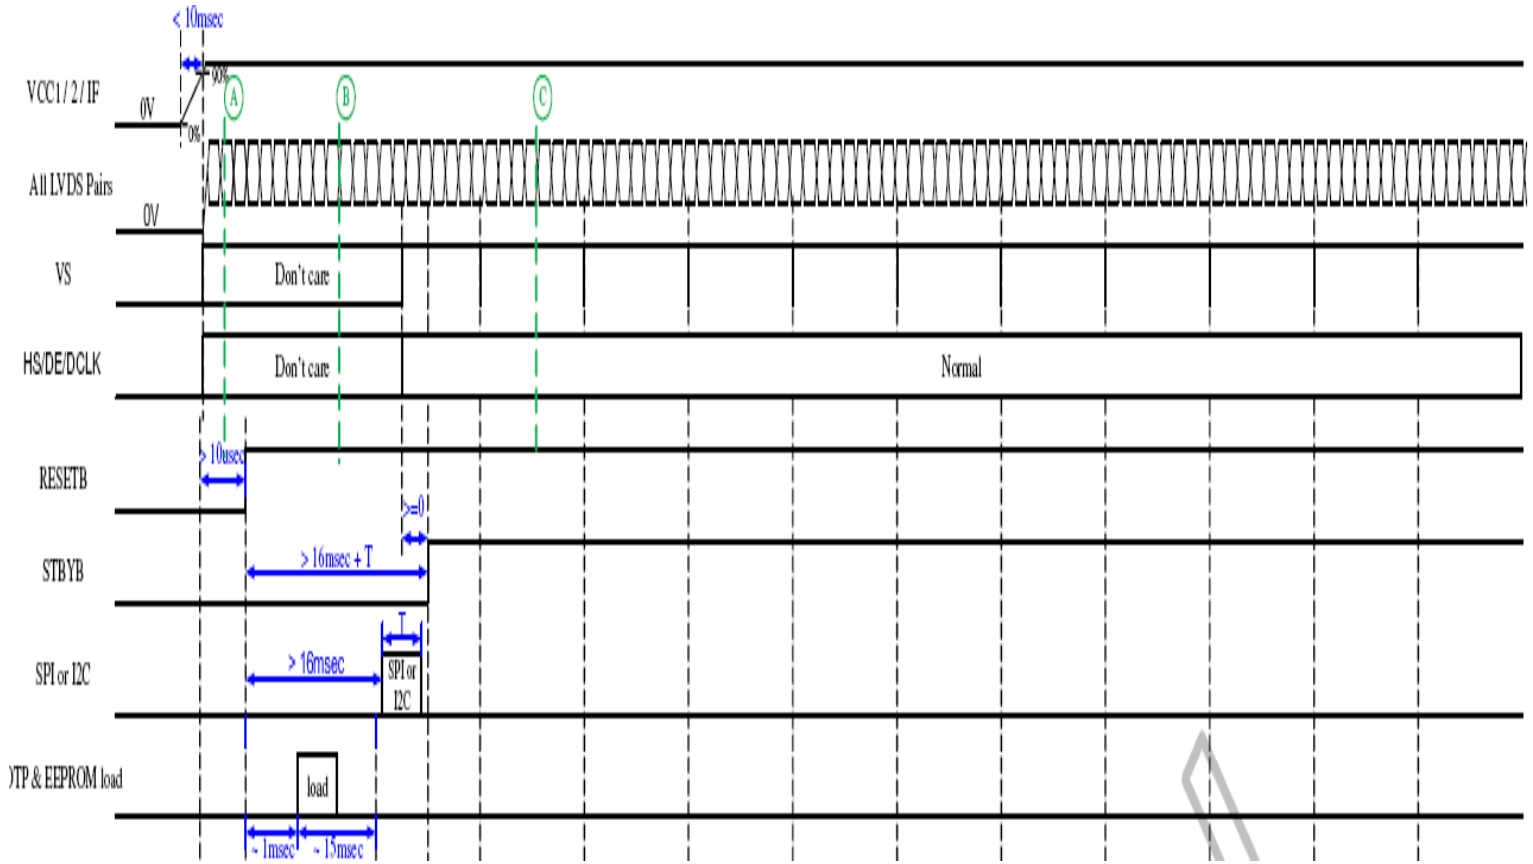 < 10msec
90%
VCC1 / 2 / IF
0V
0%
A
B
C
All LVDS Pairs
0V
VS
Don't care
HS/DE/DCLK
Don't care
Normal
> 10usec
RESETB
>=0
> 16msec + T
STBYB
T
> 16msec
SPI or I2C
SPI or
I2C
)TP & EEPROM load
load
~ 1msec
~ 15msec